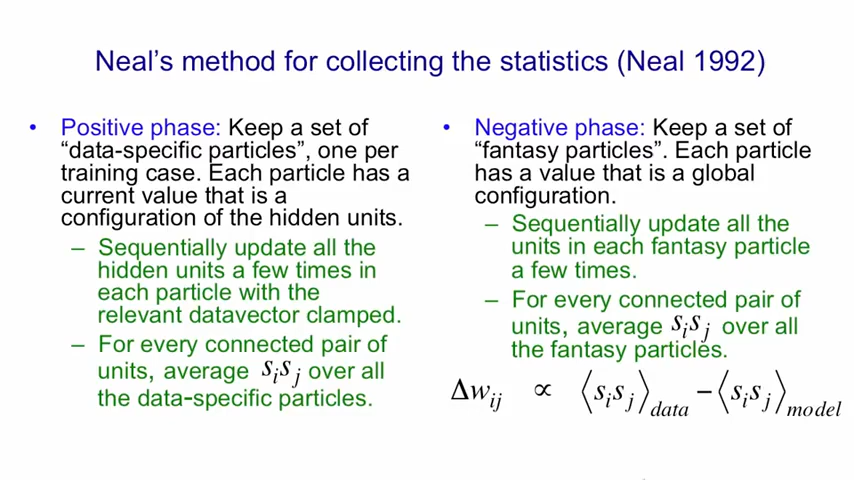 Neal’s method for collecting the statistics (Neal 1992)
• Positive phase: Keep a set of
“data-specific particles”, one per
training case. Each particle has a
current value that is a
configuration of the hidden units.
– Sequentially update all the
hidden units a few times in
each particle with the
relevant datavector clamped.
– For every connected pair of
units, average s_i s_j over all
the data-specific particles.
• Negative phase: Keep a set of
“fantasy particles”. Each particle
has a value that is a global
configuration.
– Sequentially update all the
units in each fantasy particle
a few times.
– For every connected pair of
units, average s_i s_j over all
the fantasy particles.
Δw_ij ∝ ⟨s_i s_j⟩_data − ⟨s_i s_j⟩_model